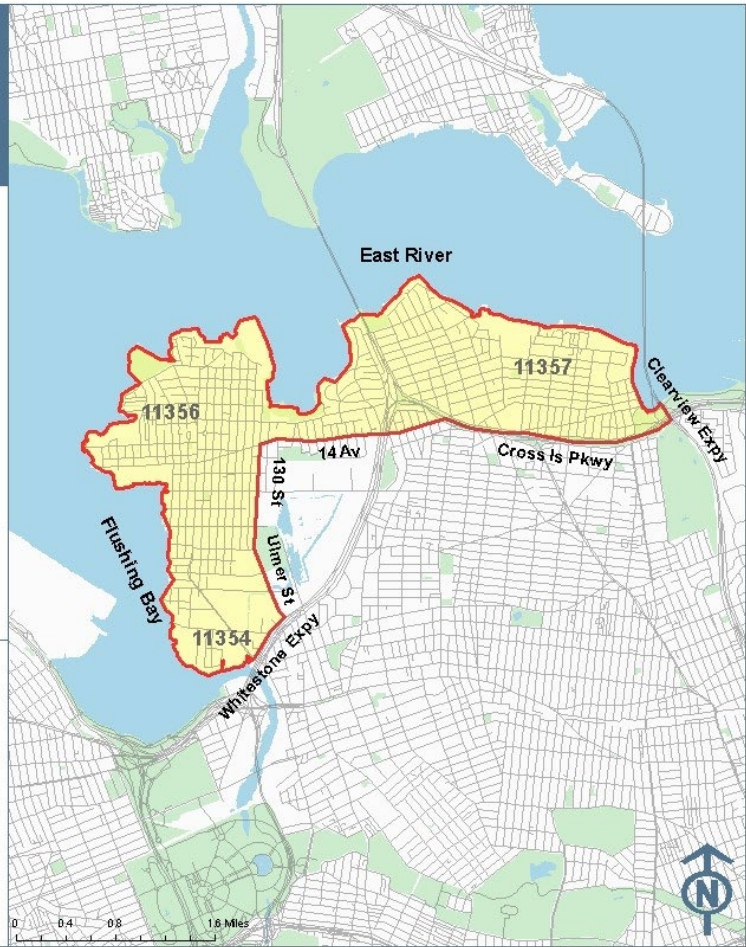 East River
11357
Clearview Expy
11356
14 Av
Cross Is Pkwy
130 St
Ulmer St
Flushing Bay
11354
Whitestone Expy
N
0 0.4 0.8 1.6 Miles